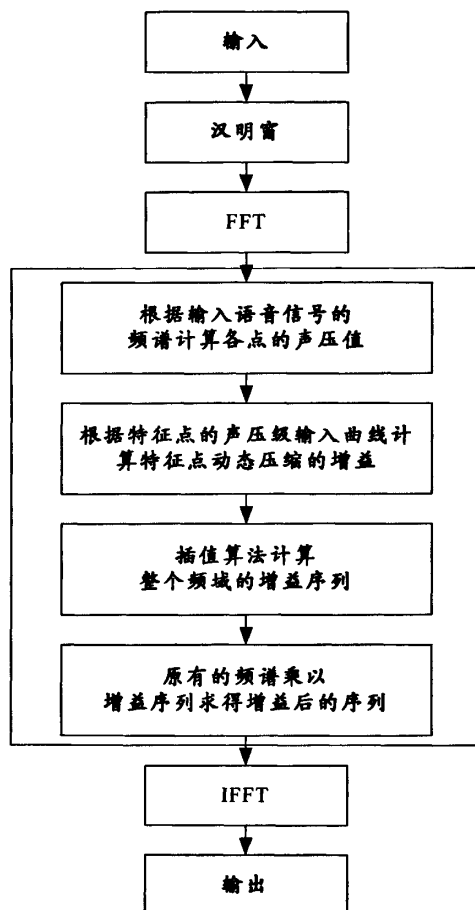 输入
汉明窗
FFT
根据输入语音信号的
频谱计算各点的声压值
根据特征点的声压级输入曲线计
算特征点动态压缩的增益
插值算法计算
整个频域的增益序列
原有的频谱乘以
增益序列求得增益后的序列
IFFT
输出